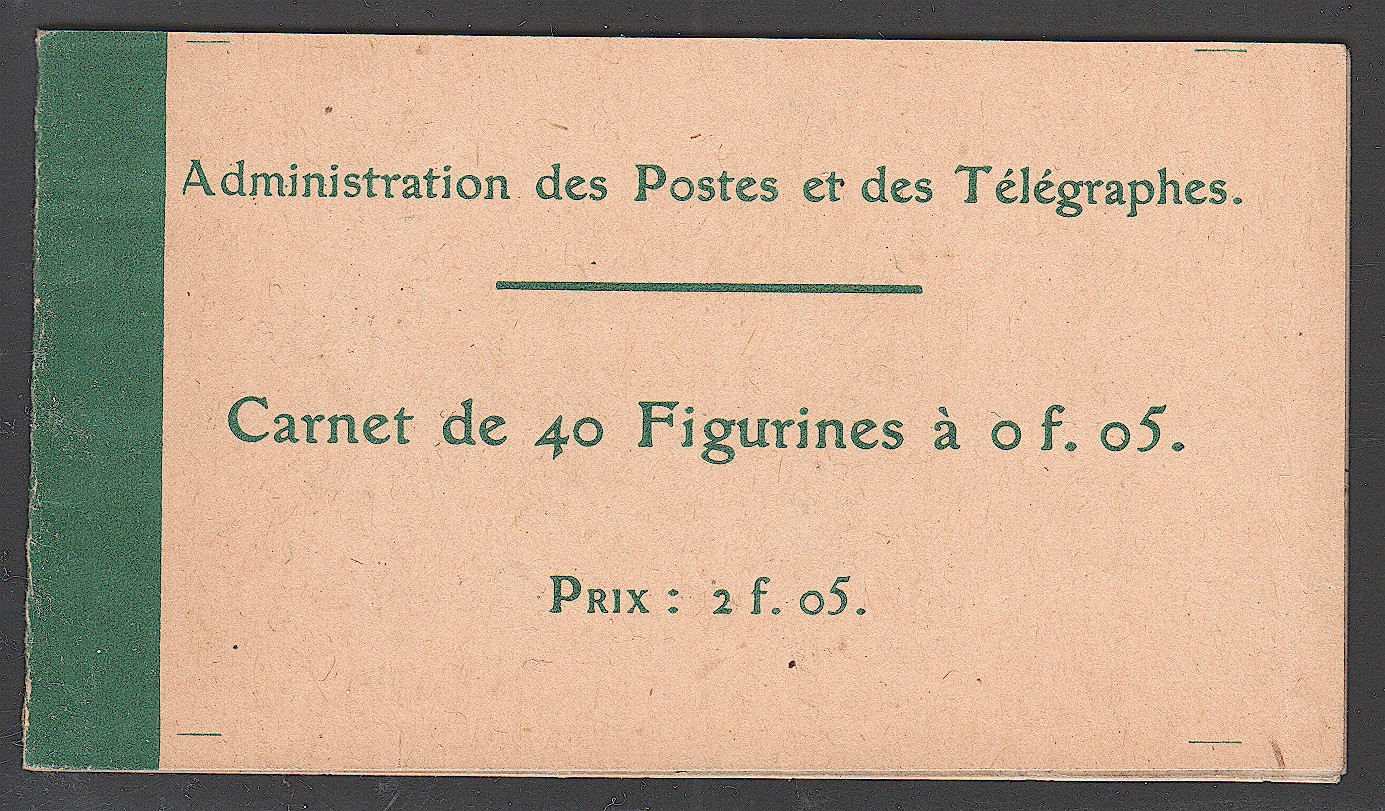 Administration des Postes et des Télégraphes.
Carnet de 40 Figurines à 0 f. 05.
PRIX : 2 f. 05.